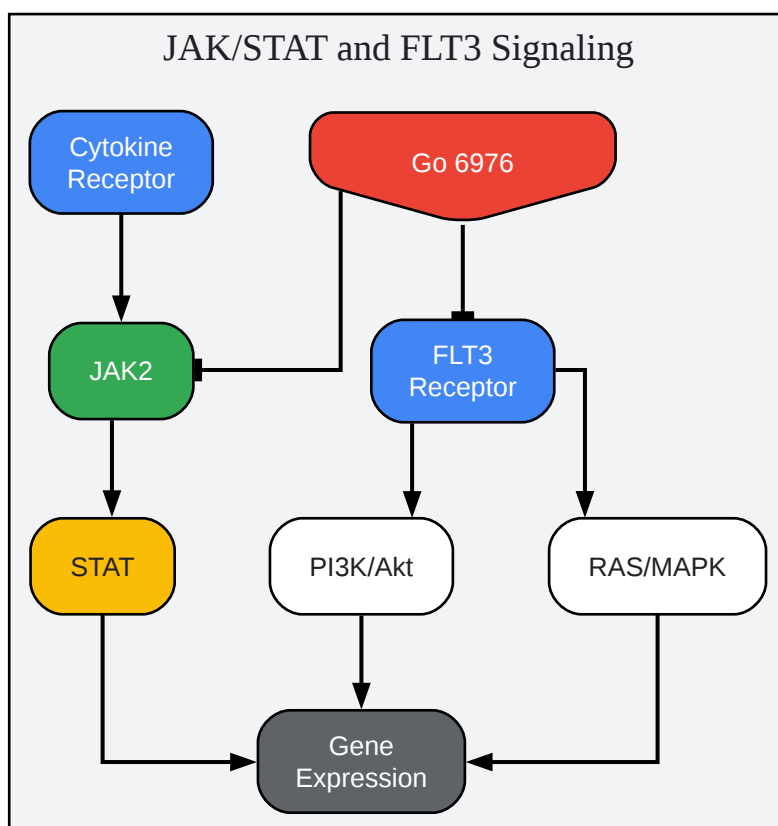 JAK/STAT and FLT3 Signaling
Cytokine
Receptor
Go 6976
JAK2
FLT3
Receptor
STAT
PI3K/Akt
RAS/MAPK
Gene
Expression